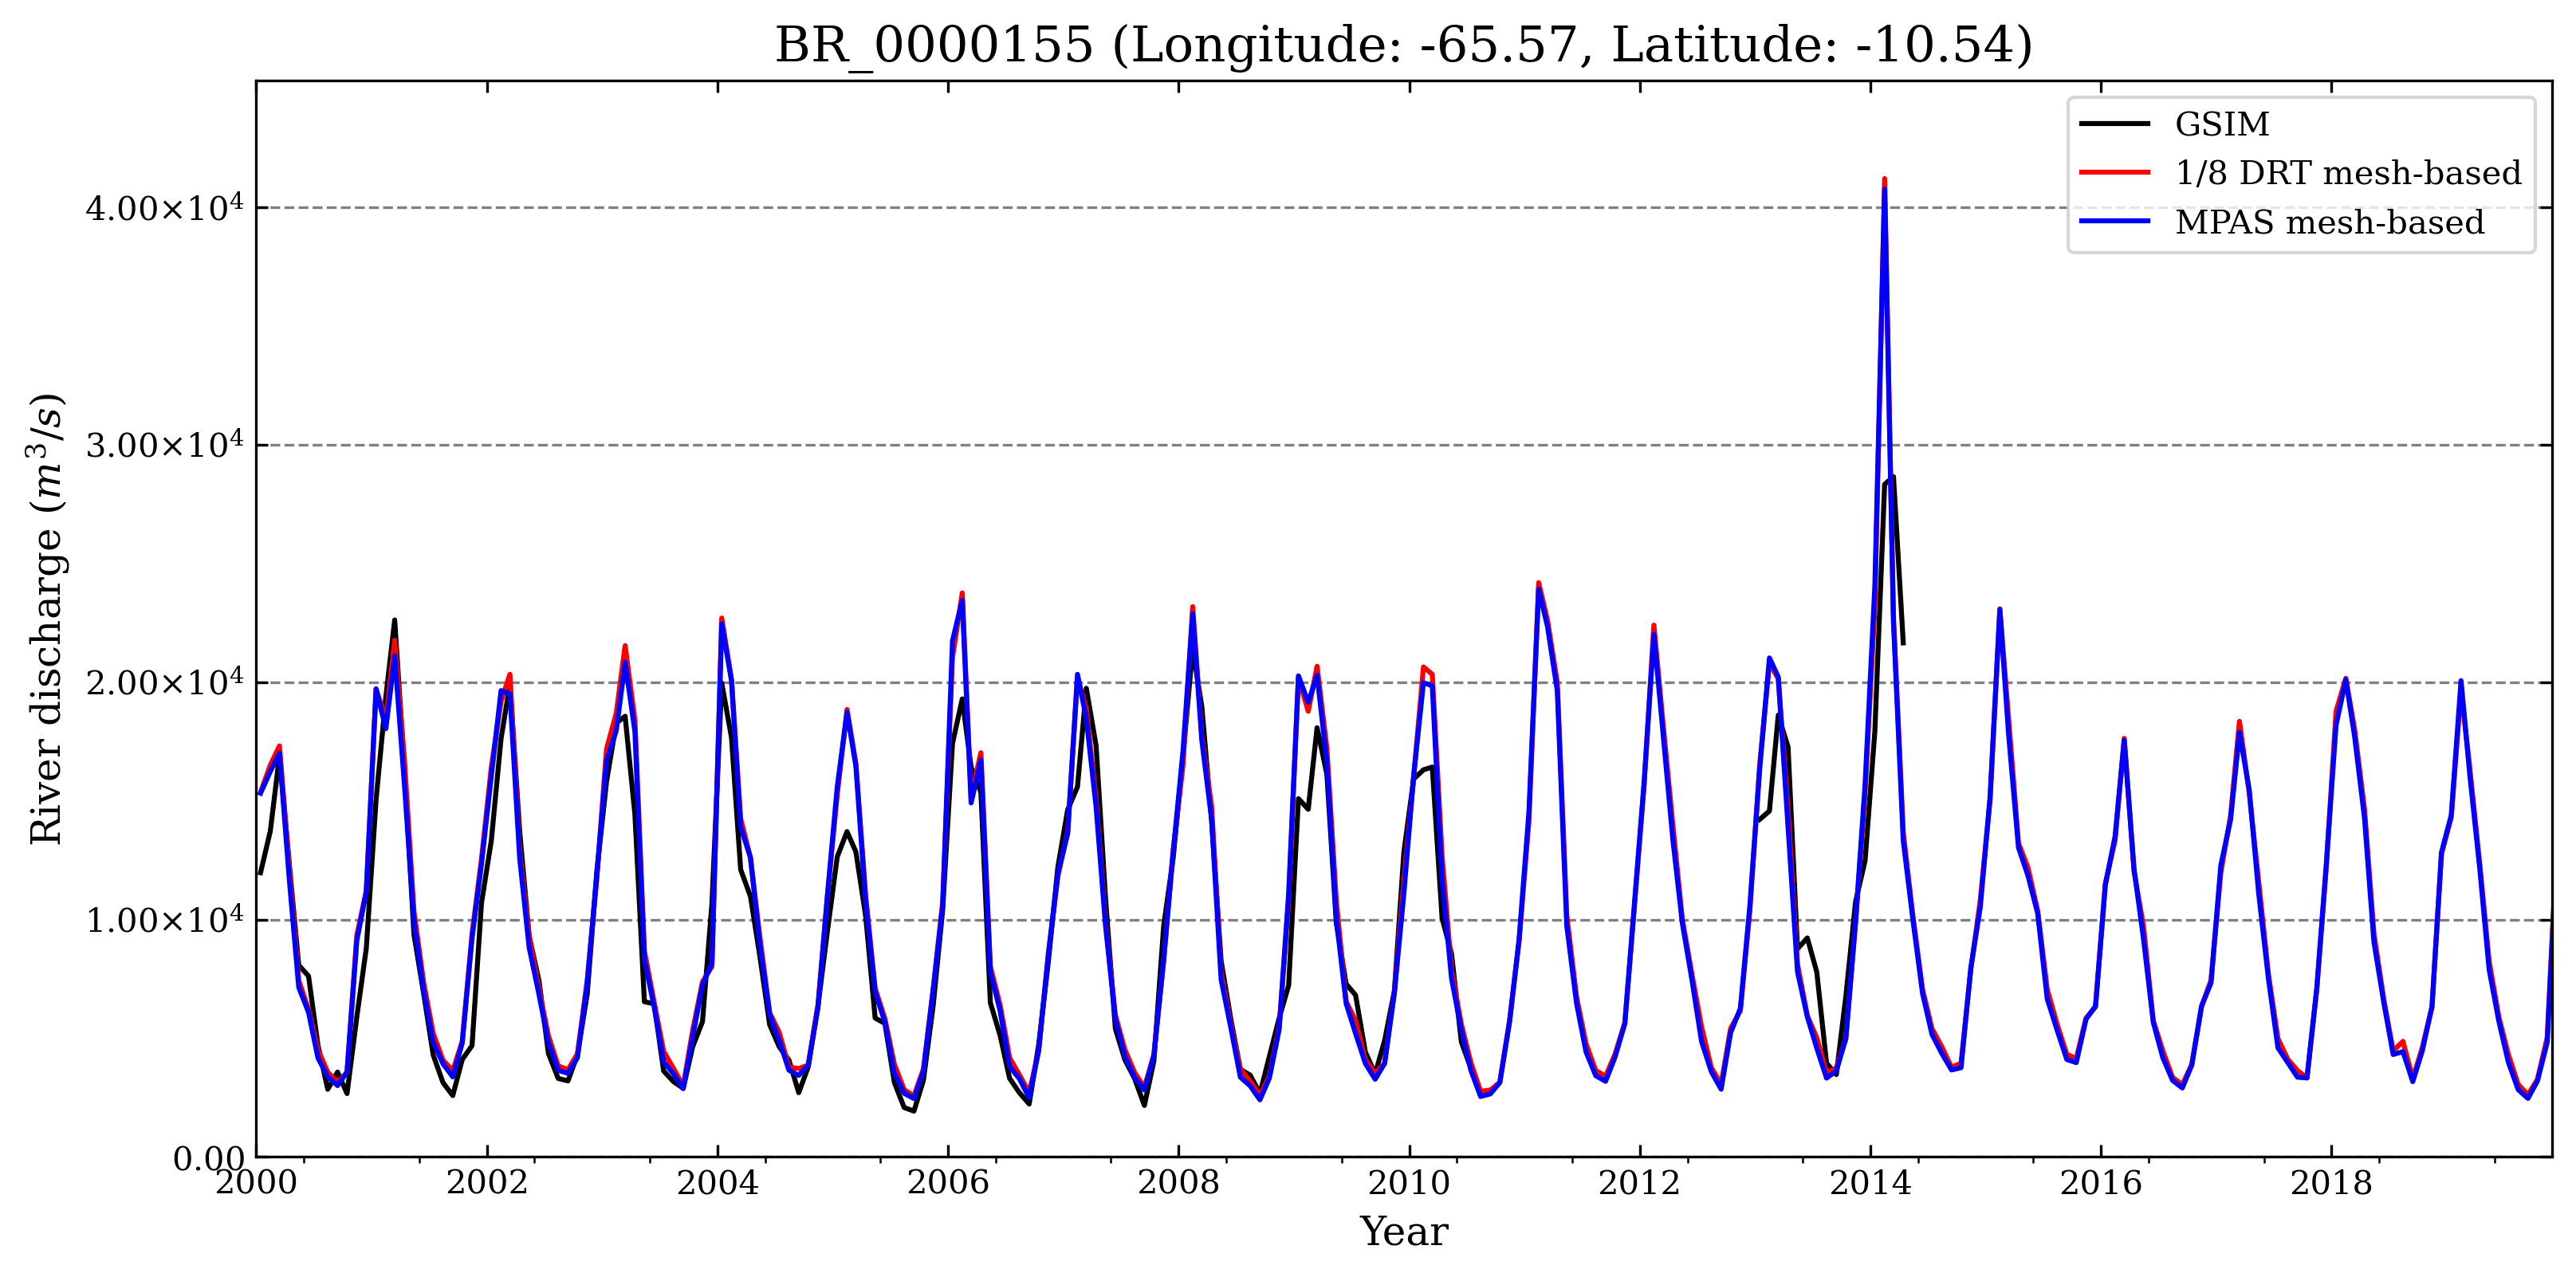 BR_0000155 (Longitude: -65.57, Latitude: -10.54)
GSIM
1/8 DRT mesh-based
MPAS mesh-based
River discharge (m³/s)
4.00×10⁴
3.00×10⁴
2.00×10⁴
1.00×10⁴
0.00
2000 2002 2004 2006 2008 2010 2012 2014 2016 2018
Year